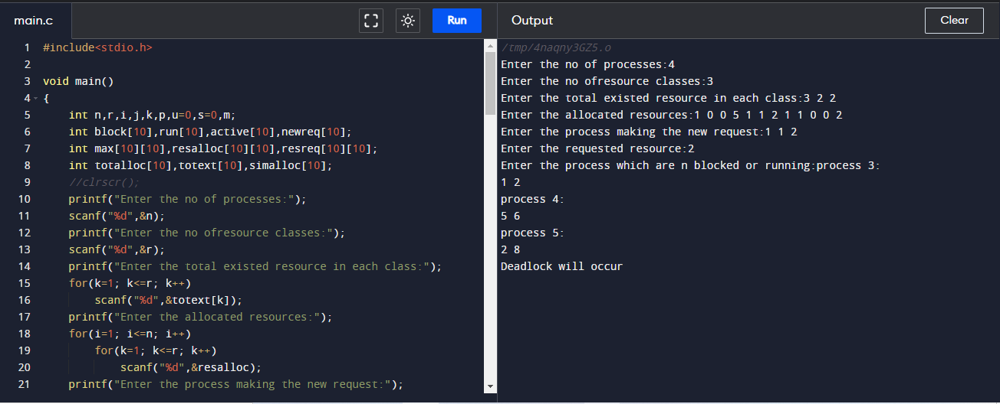 main.c
Run
1 #include<stdio.h>
2
3 void main()
4 {
5 int n,r,i,j,k,p,u=0,s=0,m;
6 int block[10],run[10],active[10],newreq[10];
7 int max[10][10],resalloc[10][10],resreq[10][10];
8 int totalloc[10],totext[10],simalloc[10];
9 //clrscr();
10 printf("Enter the no of processes:");
11 scanf("%d",&n);
12 printf("Enter the no ofresource classes:");
13 scanf("%d",&r);
14 printf("Enter the total existed resource in each class:");
15 for(k=1; k<=r; k++)
16 scanf("%d",&totext[k]);
17 printf("Enter the allocated resources:");
18 for(i=1; i<=n; i++)
19 for(k=1; k<=r; k++)
20 scanf("%d",&resalloc);
21 printf("Enter the process making the new request:");
Output
Clear
/tmp/4naqny3GZ5.o
Enter the no of processes:4
Enter the no ofresource classes:3
Enter the total existed resource in each class:3 2 2
Enter the allocated resources:1 0 0 5 1 1 2 1 1 0 0 2
Enter the process making the new request:1 1 2
Enter the requested resource:2
Enter the process which are n blocked or running:process 3:
1 2
process 4:
5 6
process 5:
2 8
Deadlock will occur